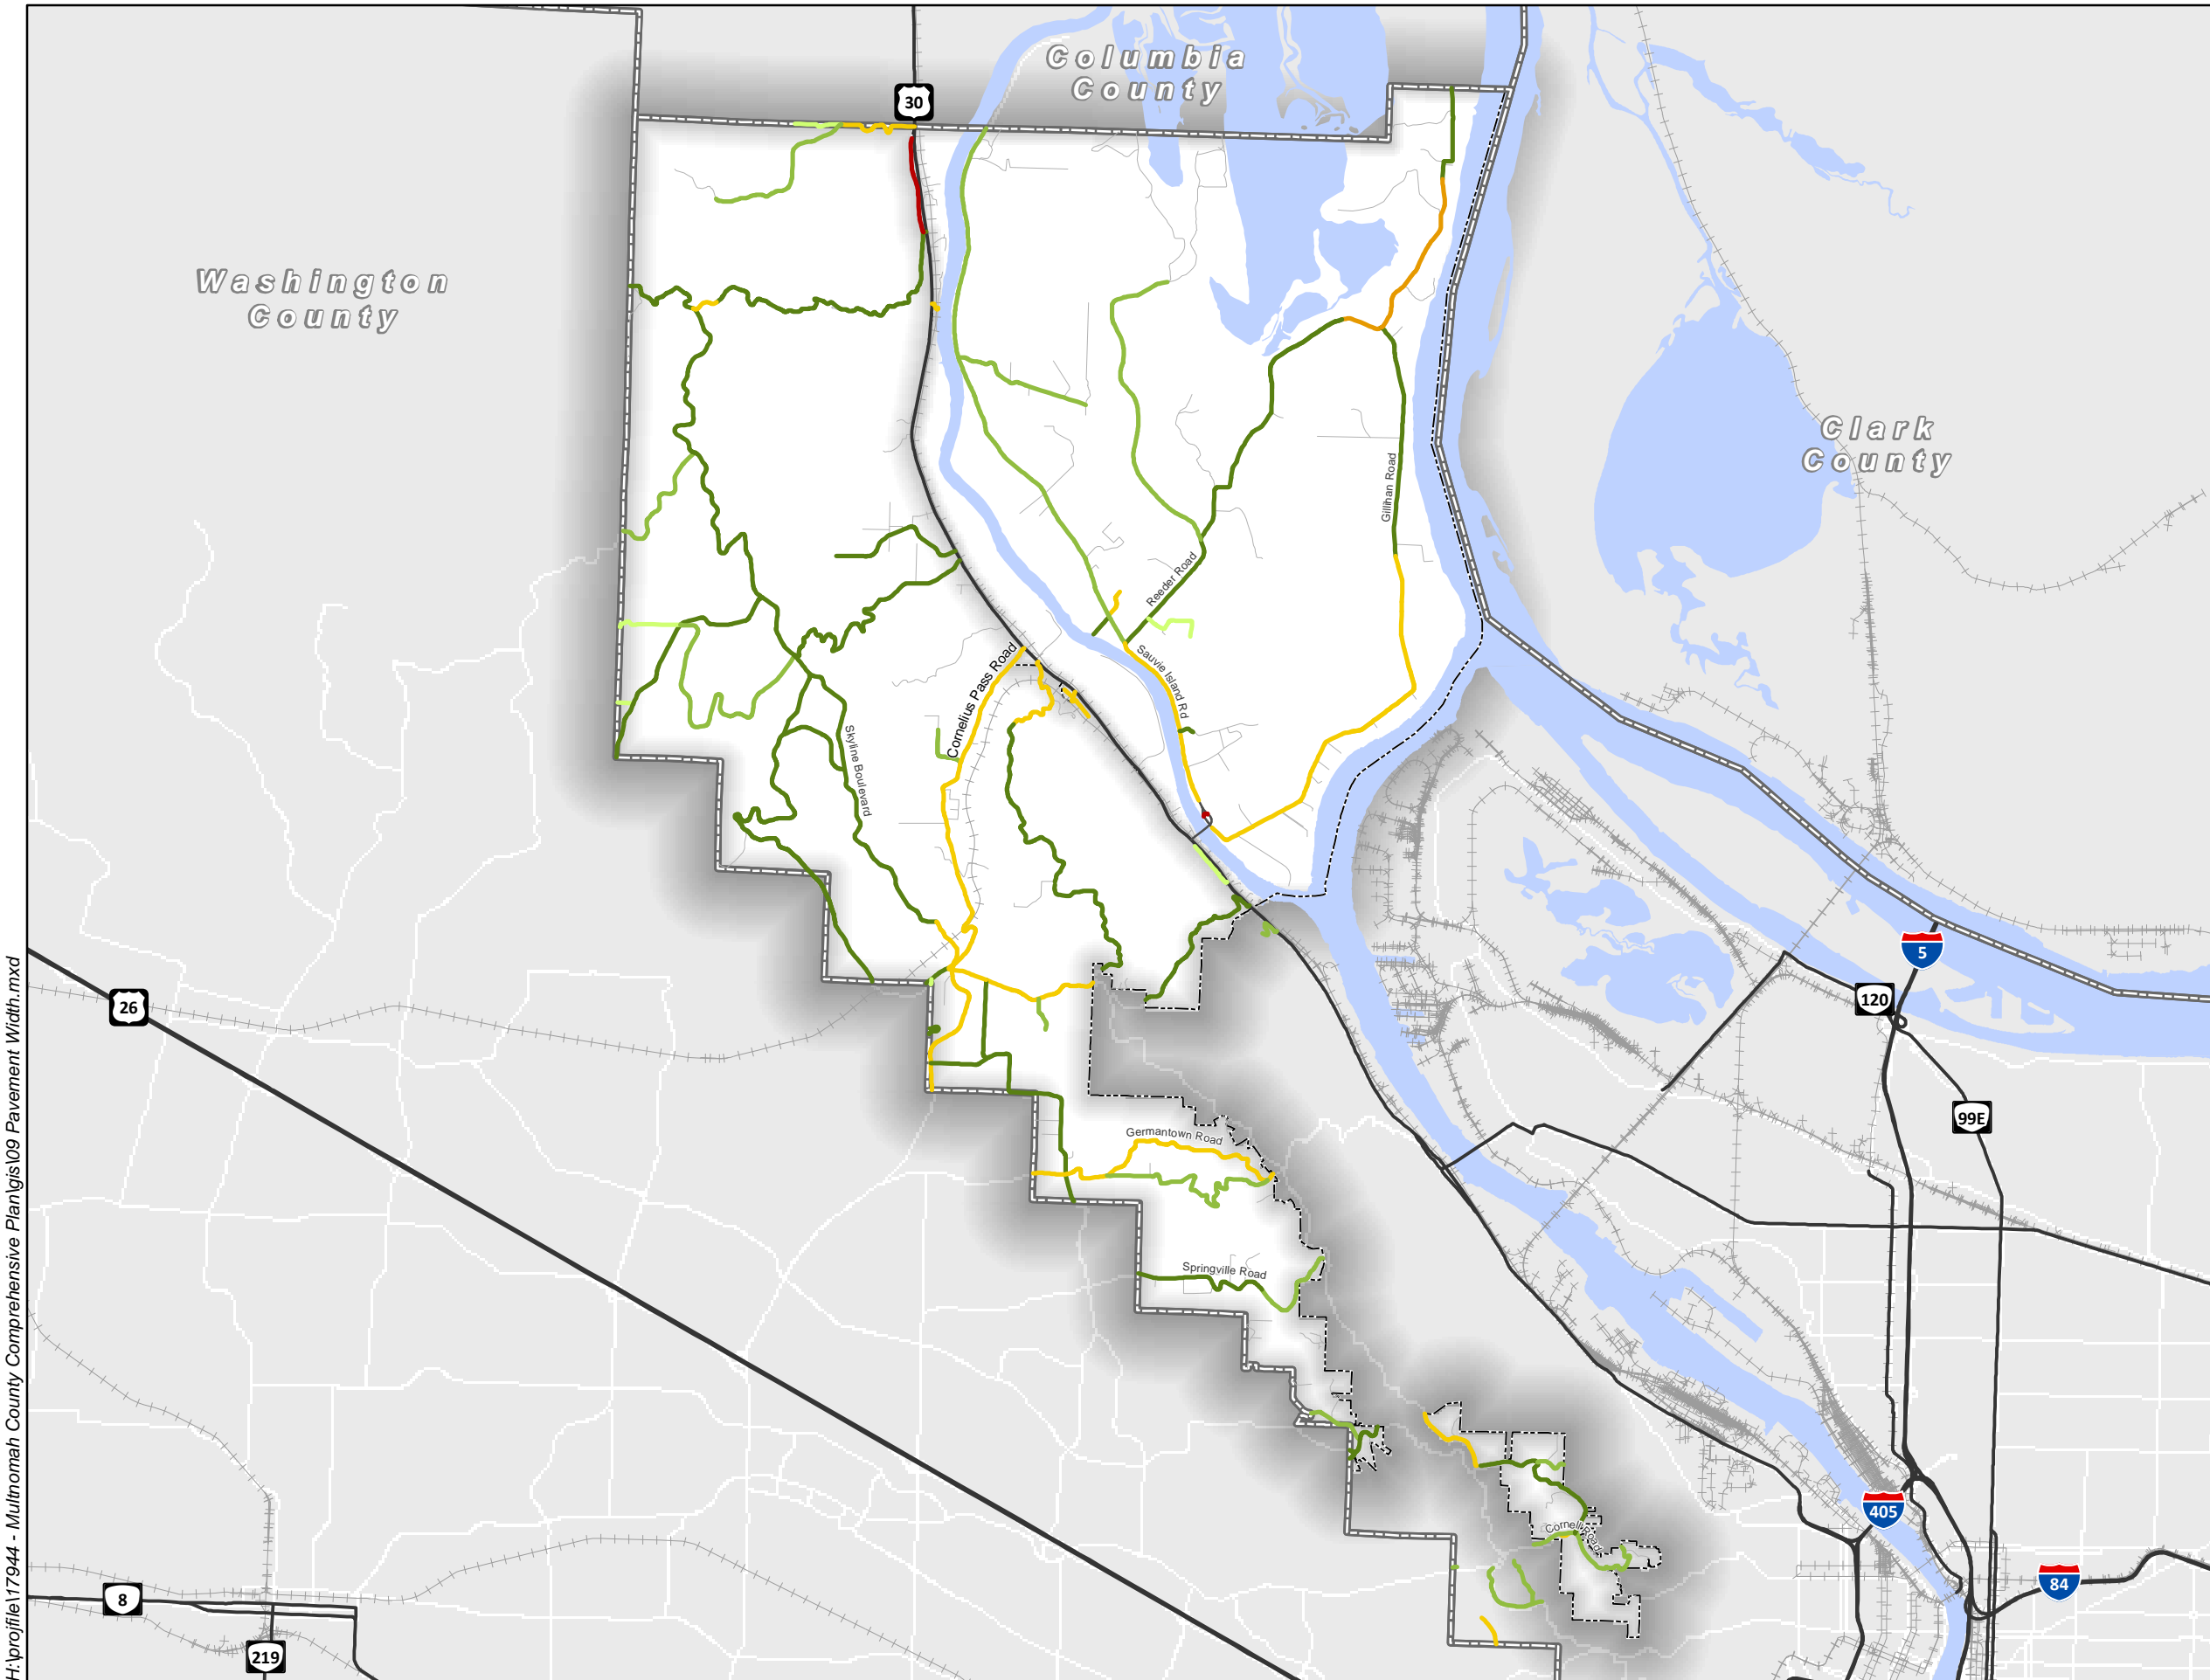 Columbia
County
30
Washington
County
Clark
County
Gillihan Road
Reeder Road
Sauvie Island Rd
Cornelius Pass Road
Skyline Boulevard
5
120
26
99E
Germantown Road
Springville Road
Cornell Road
405
84
8
219
H:\projfile\17944 - Multnomah County Comprehensive Plan\gis\09 Pavement Width.mxd